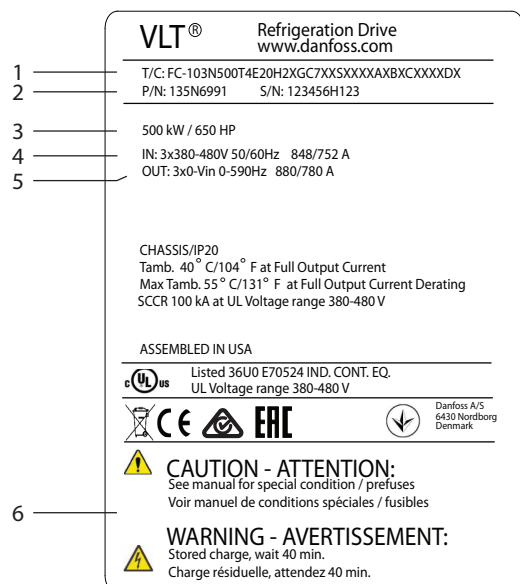 VLT® Refrigeration Drive
www.danfoss.com
1 T/C: FC-103N500T4E20H2XGC7XXSXXXXAXBXCXXXXDX
2 P/N: 135N6991 S/N: 123456H123
3 500 kW / 650 HP
4 IN: 3x380-480V 50/60Hz 848/752 A
5 OUT: 3x0-Vin 0-590Hz 880/780 A
CHASSIS/IP20
Tamb. 40° C/104° F at Full Output Current
Max Tamb. 55° C/131° F at Full Output Current Derating
SCCR 100 kA at UL Voltage range 380-480 V
ASSEMBLED IN USA
c UL us Listed 36U0 E70524 IND. CONT. EQ.
UL Voltage range 380-480 V
CE EAC
Danfoss A/S
6430 Nordborg
Denmark
CAUTION - ATTENTION:
See manual for special condition / prefuses
Voir manuel de conditions spéciales / fusibles
6
WARNING - AVERTISSEMENT:
Stored charge, wait 40 min.
Charge résiduelle, attendez 40 min.